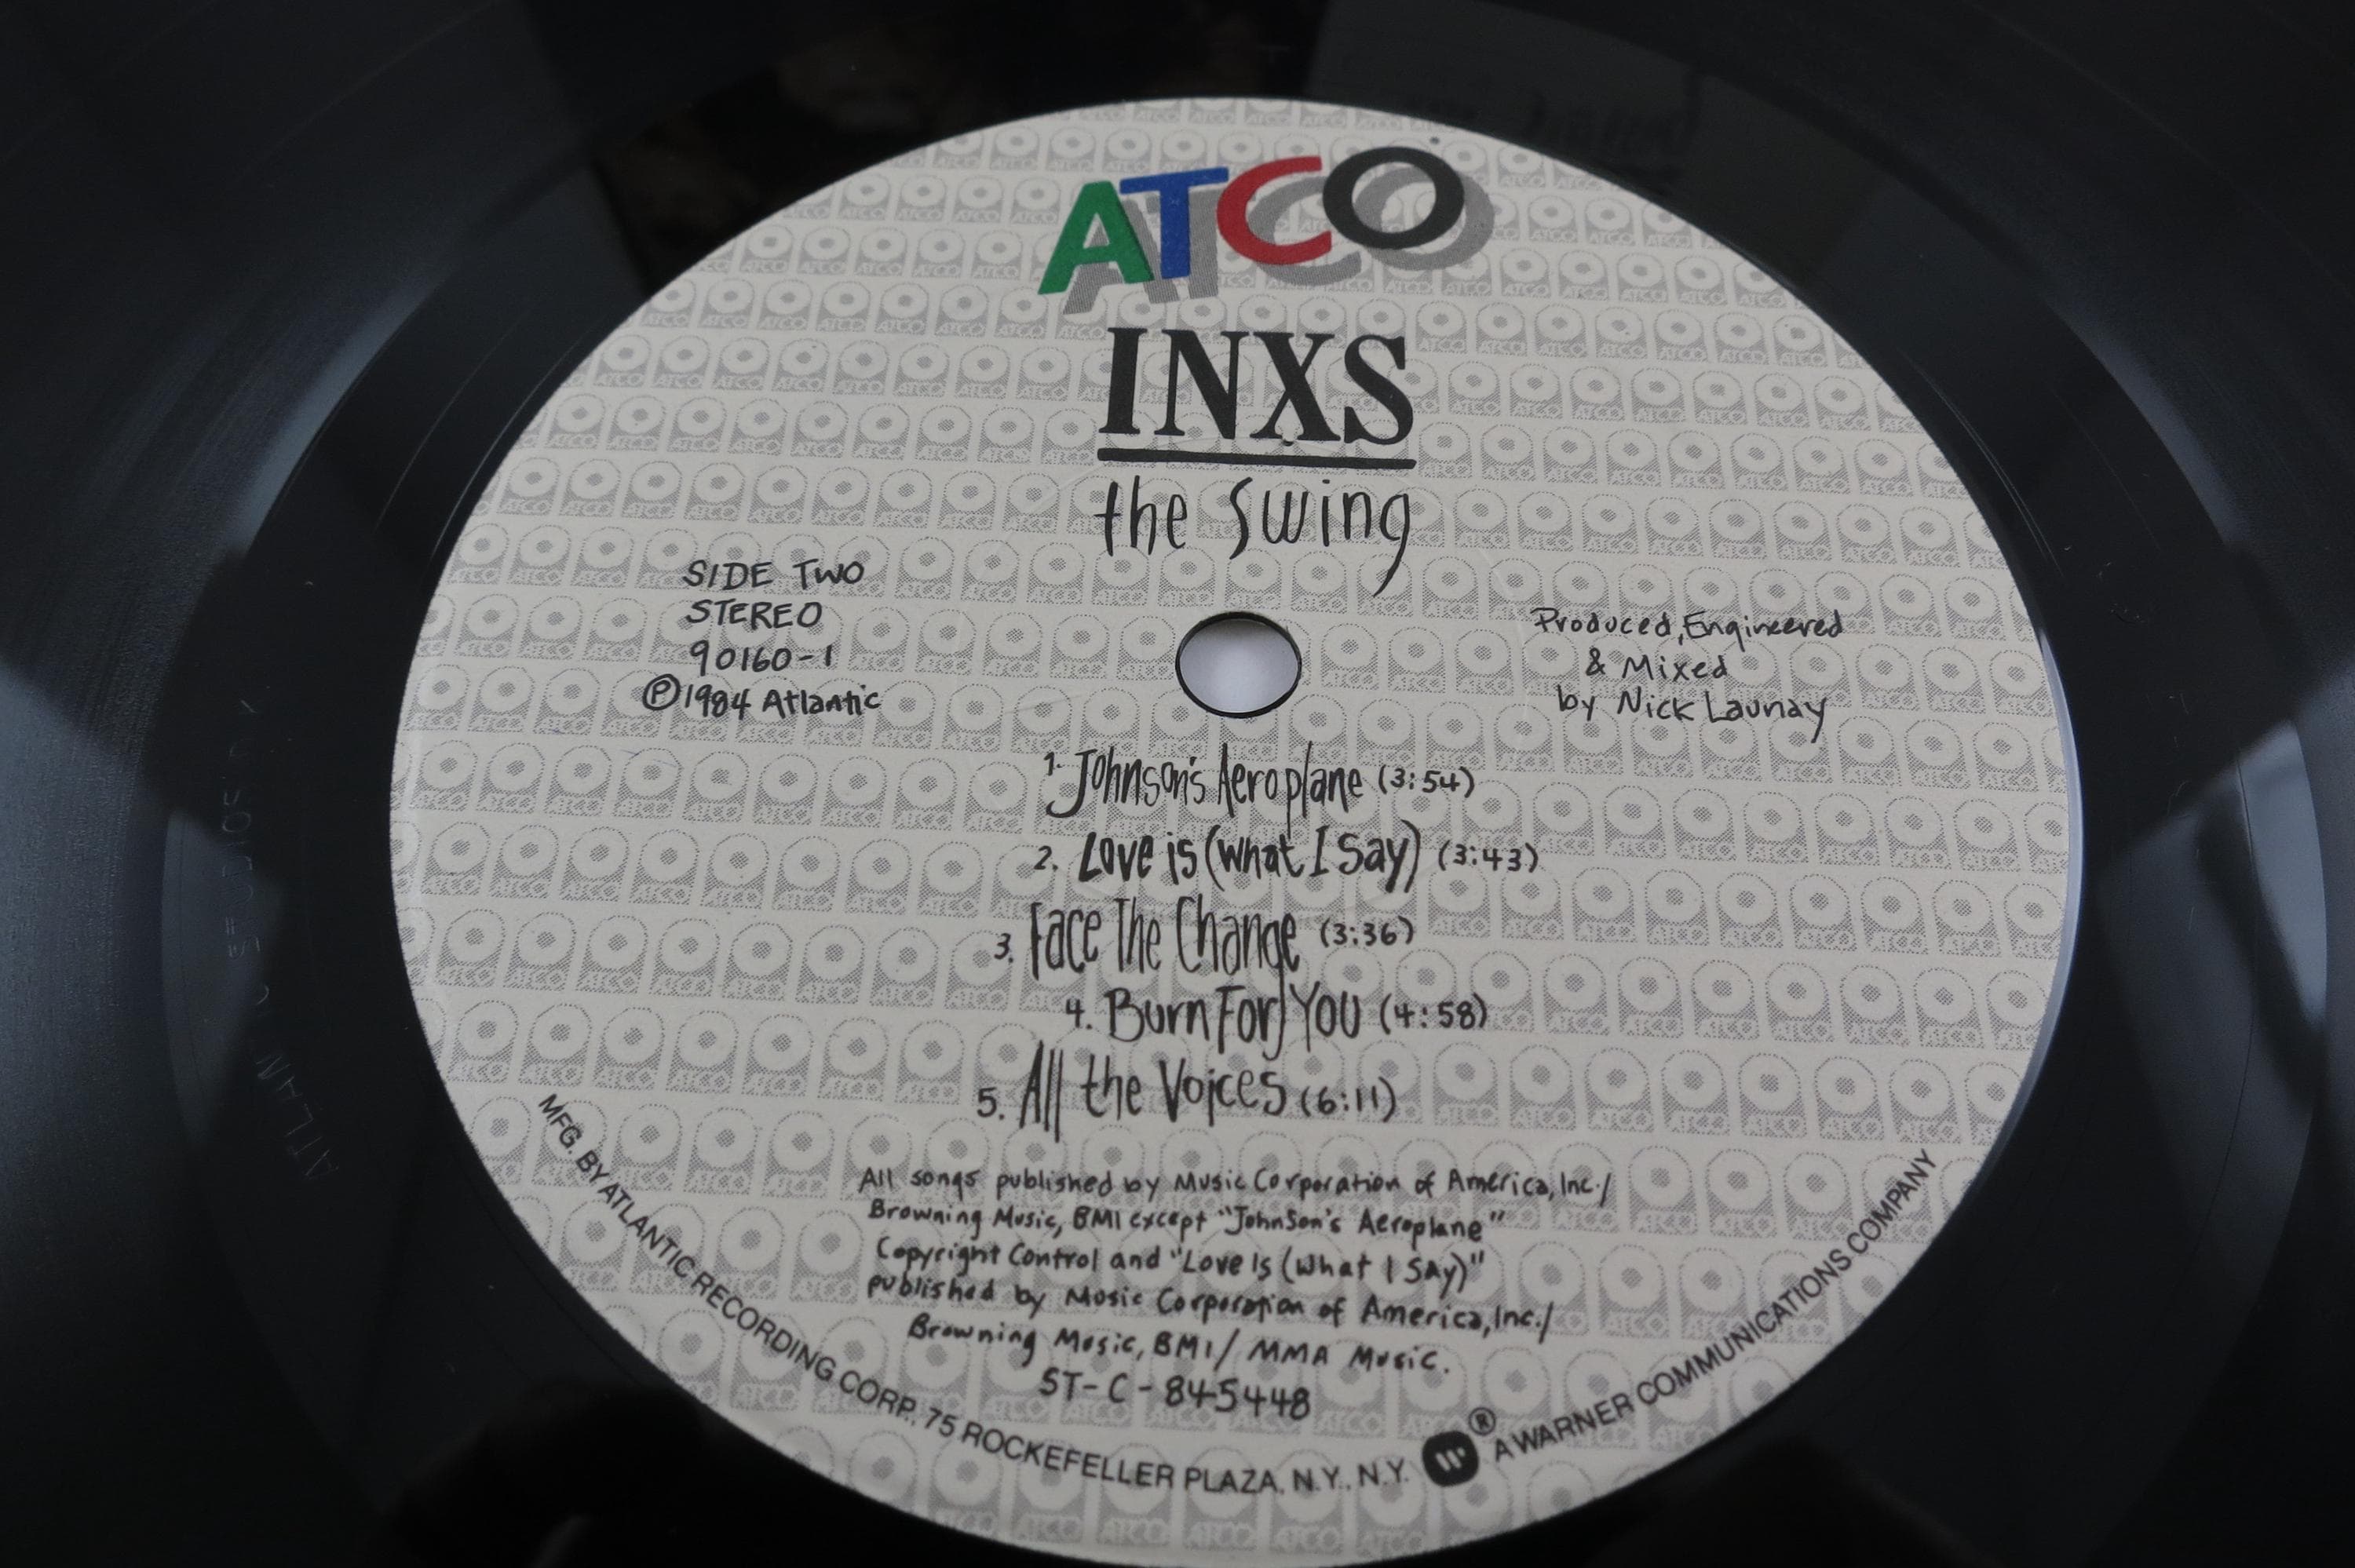 ATCO
INXS
the swing
SIDE TWO
STEREO
90160-1
℗1984 Atlantic
Produced, Engineered
& Mixed
by Nick Launay
1. Johnson's Aeroplane (3:54)
2. Love is (what I Say) (3:43)
3. Face The Change (3:36)
4. Burn For You (4:58)
5. All the Voices (6:11)
All songs published by Music Corporation of America, Inc./
Browning Music, BMI except "Johnson's Aeroplane"
Copyright Control and "Love Is (What I SAy)"
published by Music Corporation of America, Inc./
Browning Music, BMI/ MMA Music.
ST-C-845448
MFG. BY ATLANTIC RECORDING CORP., 75 ROCKEFELLER PLAZA, N.Y., N.Y. ® A WARNER COMMUNICATIONS COMPANY